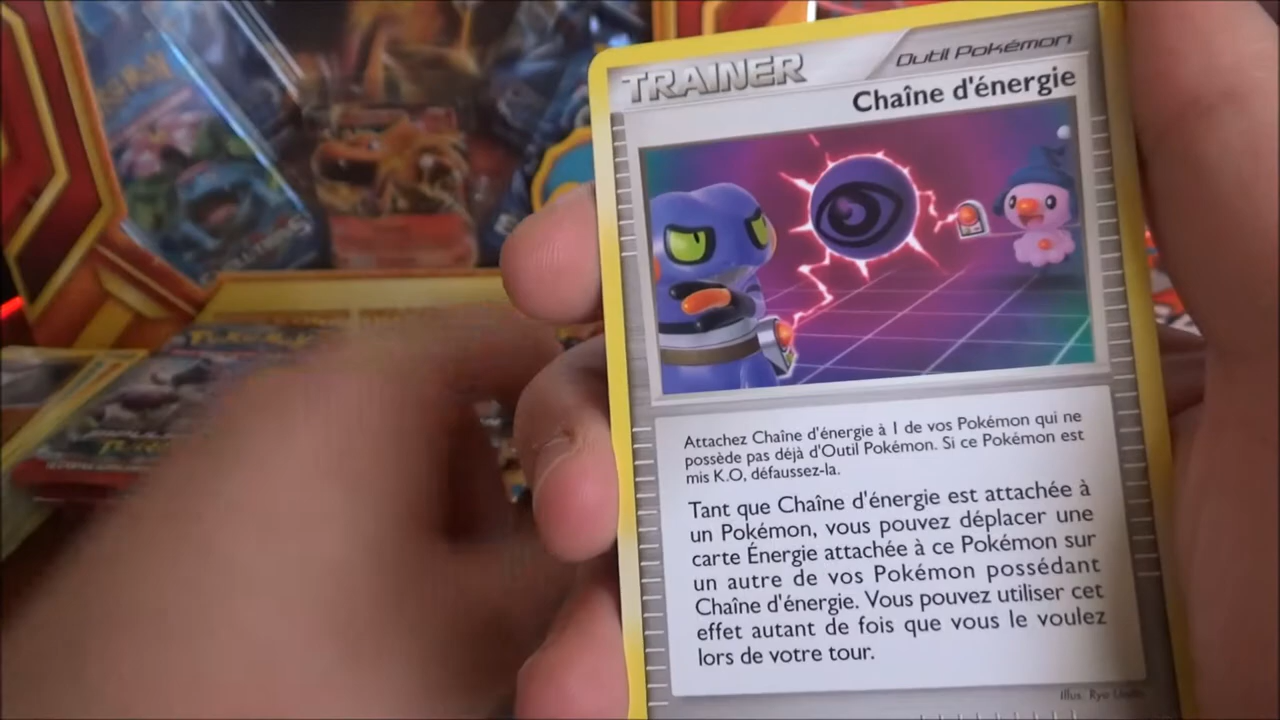 TRAINER
Outil Pokémon
Chaîne d'énergie
Attachez Chaîne d'énergie à 1 de vos Pokémon qui ne
possède pas déjà d'Outil Pokémon. Si ce Pokémon est
mis K.O, défaussez-la.
Tant que Chaîne d'énergie est attachée à
un Pokémon, vous pouvez déplacer une
carte Énergie attachée à ce Pokémon sur
un autre de vos Pokémon possédant
Chaîne d'énergie. Vous pouvez utiliser cet
effet autant de fois que vous le voulez
lors de votre tour.
Illus. Ryo